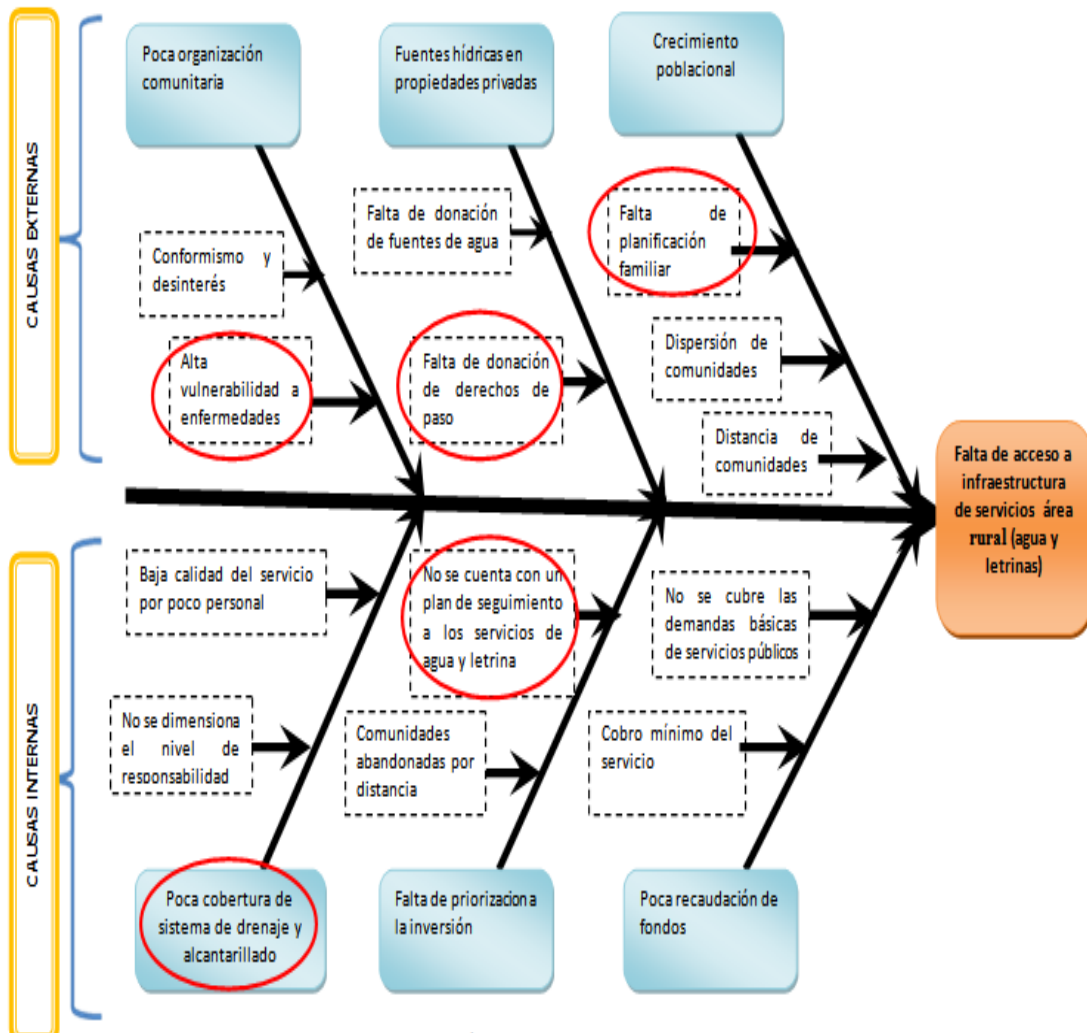 CAUSAS EXTERNAS
Poca organización
comunitaria
Fuentes hídricas en
propiedades privadas
Crecimiento
poblacional
Conformismo y
desinterés
Alta
vulnerabilidad a
enfermedades
Falta de donación
de fuentes de agua
Falta de donación
de derechos de
paso
Falta de
planificación
familiar
Dispersión de
comunidades
Distancia de
comunidades
Falta de acceso a
infraestructura
de servicios área
rural (agua y
letrinas)
CAUSAS INTERNAS
Baja calidad del servicio
por poco personal
No se dimensiona
el nivel de
responsabilidad
No se cuenta con un
plan de seguimiento
a los servicios de
agua y letrina
Comunidades
abandonadas por
distancia
No se cubre las
demandas básicas
de servicios públicos
Cobro mínimo del
servicio
Poca cobertura de
sistema de drenaje y
alcantarillado
Falta de priorizacion a
la inversión
Poca recaudación de
fondos